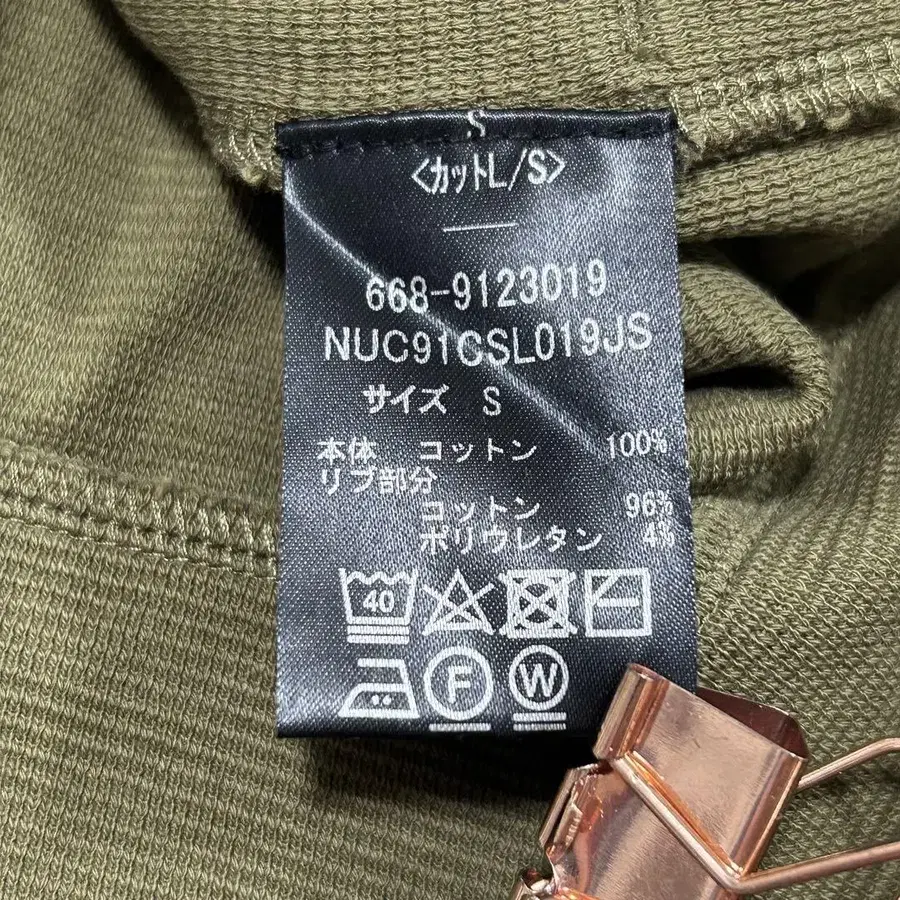 S
<カットL/S>
668-9123019
NUC91CSL019JS
サイズ S
本体 コットン 100%
リブ部分
コットン 96%
ポリウレタン 4%
40
F
W